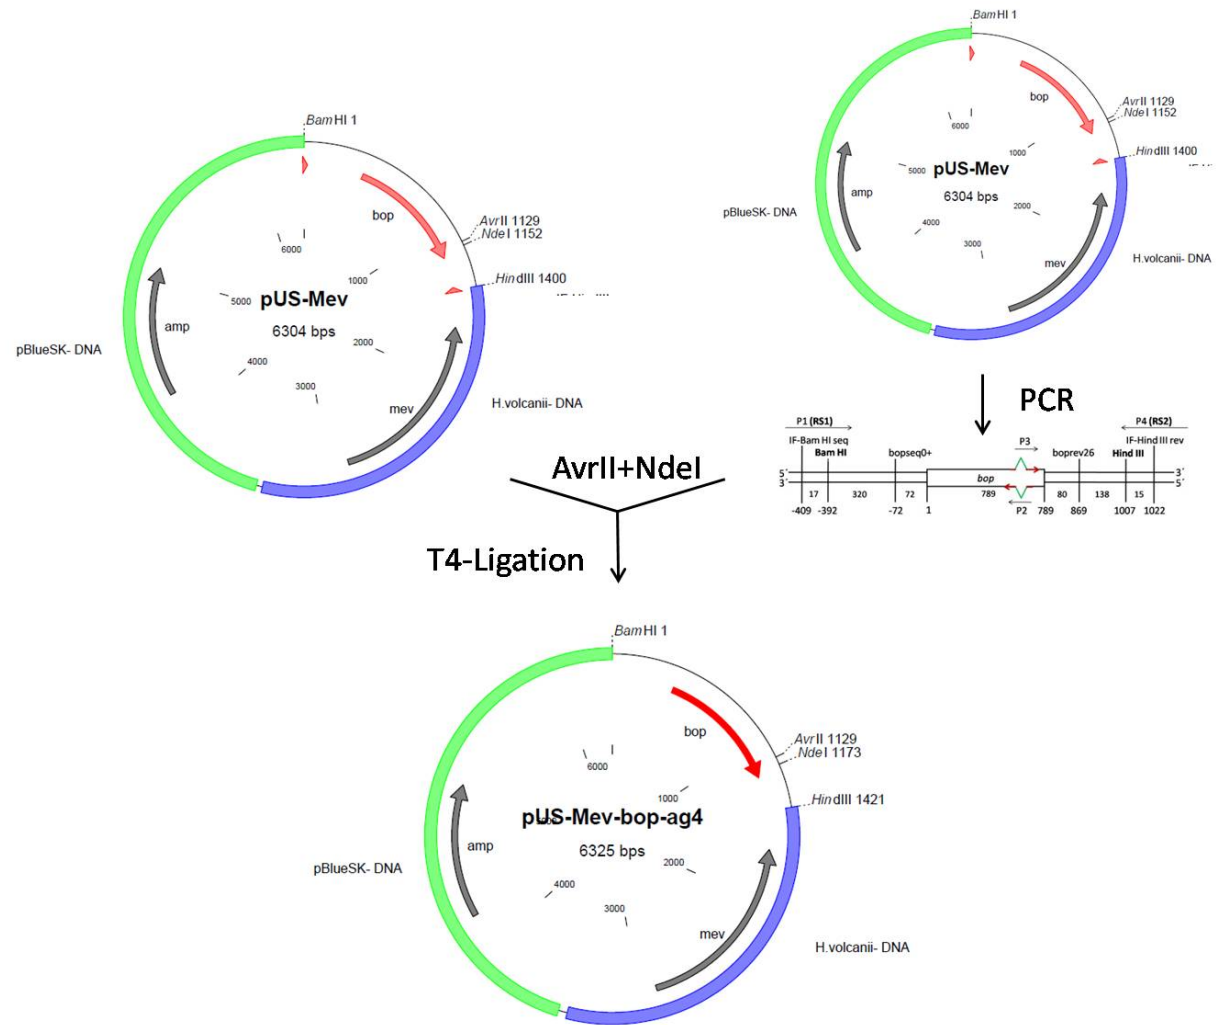 BamHI 1
bop
AvrII 1129
NdeI 1152
HindIII 1400
6000
1000
5000
pUS-Mev
6304 bps
amp
2000
pBlueSK- DNA
4000
3000
H.volcanii- DNA
mev
BamHI 1
bop
AvrII 1129
NdeI 1152
6000
HindIII 1400
1000
5000
pUS-Mev
6304 bps
amp
2000
pBlueSK- DNA
4000
3000
mev
H.volcanii- DNA
PCR
P1 (RS1)
P4 (RS2)
IF-Bam HI seq
P3
IF-Hind III rev
Bam HI
bopseq0+
boprev26
Hind III
5´
3´
bop
3´
5´
17
320
72
789
80
138
15
-409
-392
-72
1
P2
789
869
1007
1022
AvrII+NdeI
T4-Ligation
BamHI 1
bop
AvrII 1129
NdeI 1173
6000
HindIII 1421
1000
pUS-Mev-bop-ag4
6325 bps
amp
2000
pBlueSK- DNA
4000
3000
mev
H.volcanii- DNA